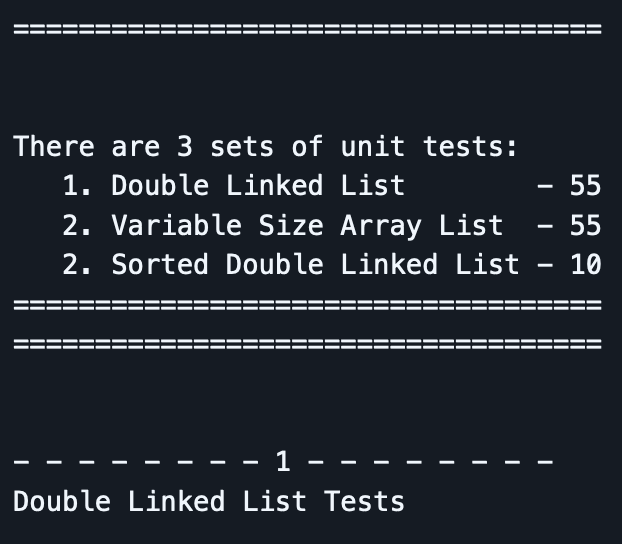 ====================================
There are 3 sets of unit tests:
   1. Double Linked List        - 55
   2. Variable Size Array List  - 55
   2. Sorted Double Linked List - 10
====================================
====================================
- - - - - - - - 1 - - - - - - - -
Double Linked List Tests